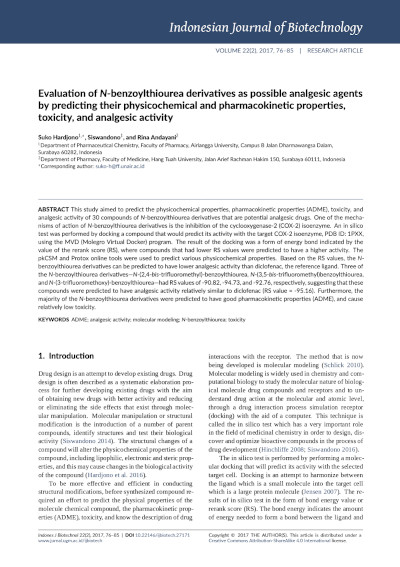 Indonesian Journal of Biotechnology
VOLUME 22(2). 2017, 76–85 | RESEARCH ARTICLE
Evaluation of N-benzoylthiourea derivatives as possible analgesic agents
by predicting their physicochemical and pharmacokinetic properties,
toxicity, and analgesic activity
Suko Hardjono1,∗, Siswandono1, and Rina Andayani2
1Department of Pharmaceutical Chemistry, Faculty of Pharmacy, Airlangga University, Campus B Jalan Dharmawangsa Dalam,
Surabaya 60282, Indonesia
2Department of Pharmacy, Faculty of Medicine, Hang Tuah University, Jalan Arief Rachman Hakim 150, Surabaya 60111, Indonesia
∗Corresponding author: suko-h@ff.unair.ac.id
ABSTRACT This study aimed to predict the physicochemical properties, pharmacokinetic properties (ADME), toxicity, and
analgesic activity of 30 compounds of N-benzoylthiourea derivatives that are potential analgesic drugs. One of the mecha-
nisms of action of N-benzoylthiourea derivatives is the inhibition of the cyclooxygenase-2 (COX-2) isoenzyme. An in silico
test was performed by docking a compound that would predict its activity with the target COX-2 isoenzyme, PDB ID: 1PXX,
using the MVD (Molegro Virtual Docker) program. The result of the docking was a form of energy bond indicated by the
value of the rerank score (RS), where compounds that had lower RS values were predicted to have a higher activity. The
pkCSM and Protox online tools were used to predict various physicochemical properties. Based on the RS values, the N-
benzoylthiourea derivatives can be predicted to have lower analgesic activity than diclofenac, the reference ligand. Three of
the derivatives—N-(2,4-bis-trifluoromethyl)-benzoylthiourea, N-(3,5-bis-trifluoromethyl)benzoylthiourea,
and N-(3-trifluoromethoxy)-benzoylthiourea—had RS values of -90.82, -94.73, and -92.76, respectively, suggesting that these
compounds were predicted to have analgesic activity relatively similar to diclofenac (RS value = -95.16). Furthermore, the
majority of the N-benzoylthiourea derivatives were predicted to have good pharmacokinetic properties (ADME), and cause
relatively low toxicity.
KEYWORDS ADME; analgesic activity; molecular modeling; N-benzoylthiourea; toxicity
1. Introduction
Drug design is an attempt to develop existing drugs. Drug
design is often described as a systematic elaboration pro-
cess for further developing existing drugs with the aim
of obtaining new drugs with better activity and reducing
or eliminating the side effects that exist through molec-
ular manipulation. Molecular manipulation or structural
modification is the introduction of a number of parent
compounds, identify structures and test their biological
activity (Siswandono 2014). The structural changes of a
compound will alter the physicochemical properties of the
compound, including lipophilic, electronic and steric prop-
erties, and this may cause changes in the biological activity
of the compound (Hardjono et al. 2016).
To be more effective and efficient in conducting
structural modifications, before synthesized compound re-
quired an effort to predict the physical properties of the
molecule chemical compound, the pharmacokinetic prop-
erties (ADME), toxicity, and know the description of drug
interactions with the receptor. The method that is now
being developed is molecular modeling (Schlick 2010).
Molecular modeling is widely used in chemistry and com-
putational biology to study the molecular nature of biolog-
ical molecule drug compounds and receptors and to un-
derstand drug action at the molecular and atomic level,
through a drug interaction process simulation receptor
(docking) with the aid of a computer. This technique is
called the in silico test which has a very important role
in the field of medicinal chemistry in order to design, dis-
cover and optimize bioactive compounds in the process of
drug development (Hinchliffe 2008; Siswandono 2016).
The in silico test is performed by performing a molec-
ular docking that will predict its activity with the selected
target cell. Docking is an attempt to harmonize between
the ligand which is a small molecule into the target cell
which is a large protein molecule (Jensen 2007). The re-
sults of in silico test in the form of bond energy value or
rerank score (RS). The bond energy indicates the amount
of energy needed to form a bond between the ligand and
Indones J Biotechnol 22(2), 2017, 76–85 | DOI 10.22146/ijbiotech.27171
www.jurnal.ugm.ac.id/ijbiotech
Copyright © 2017 THE AUTHOR(S). This article is distributed under a
Creative Commons Attribution-ShareAlike 4.0 International license.